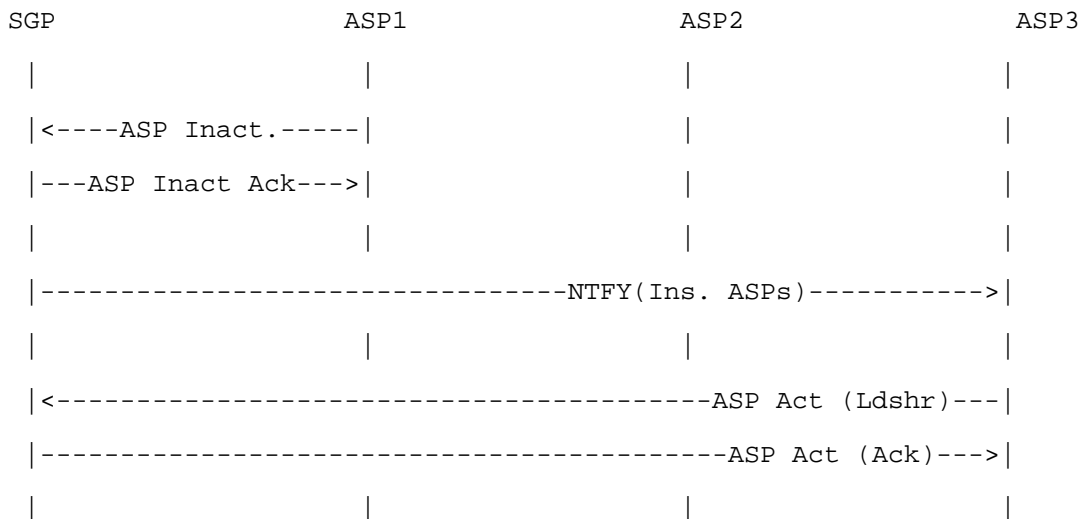 SGP ASP1 ASP2 ASP3
| | | |
|<----ASP Inact.-----| | |
|---ASP Inact Ack--->| | |
| | | |
|---------------------------------NTFY(Ins. ASPs)----------->|
| | | |
|<-----------------------------------------ASP Act (Ldshr)---|
|-------------------------------------------ASP Act (Ack)--->|
| | | |